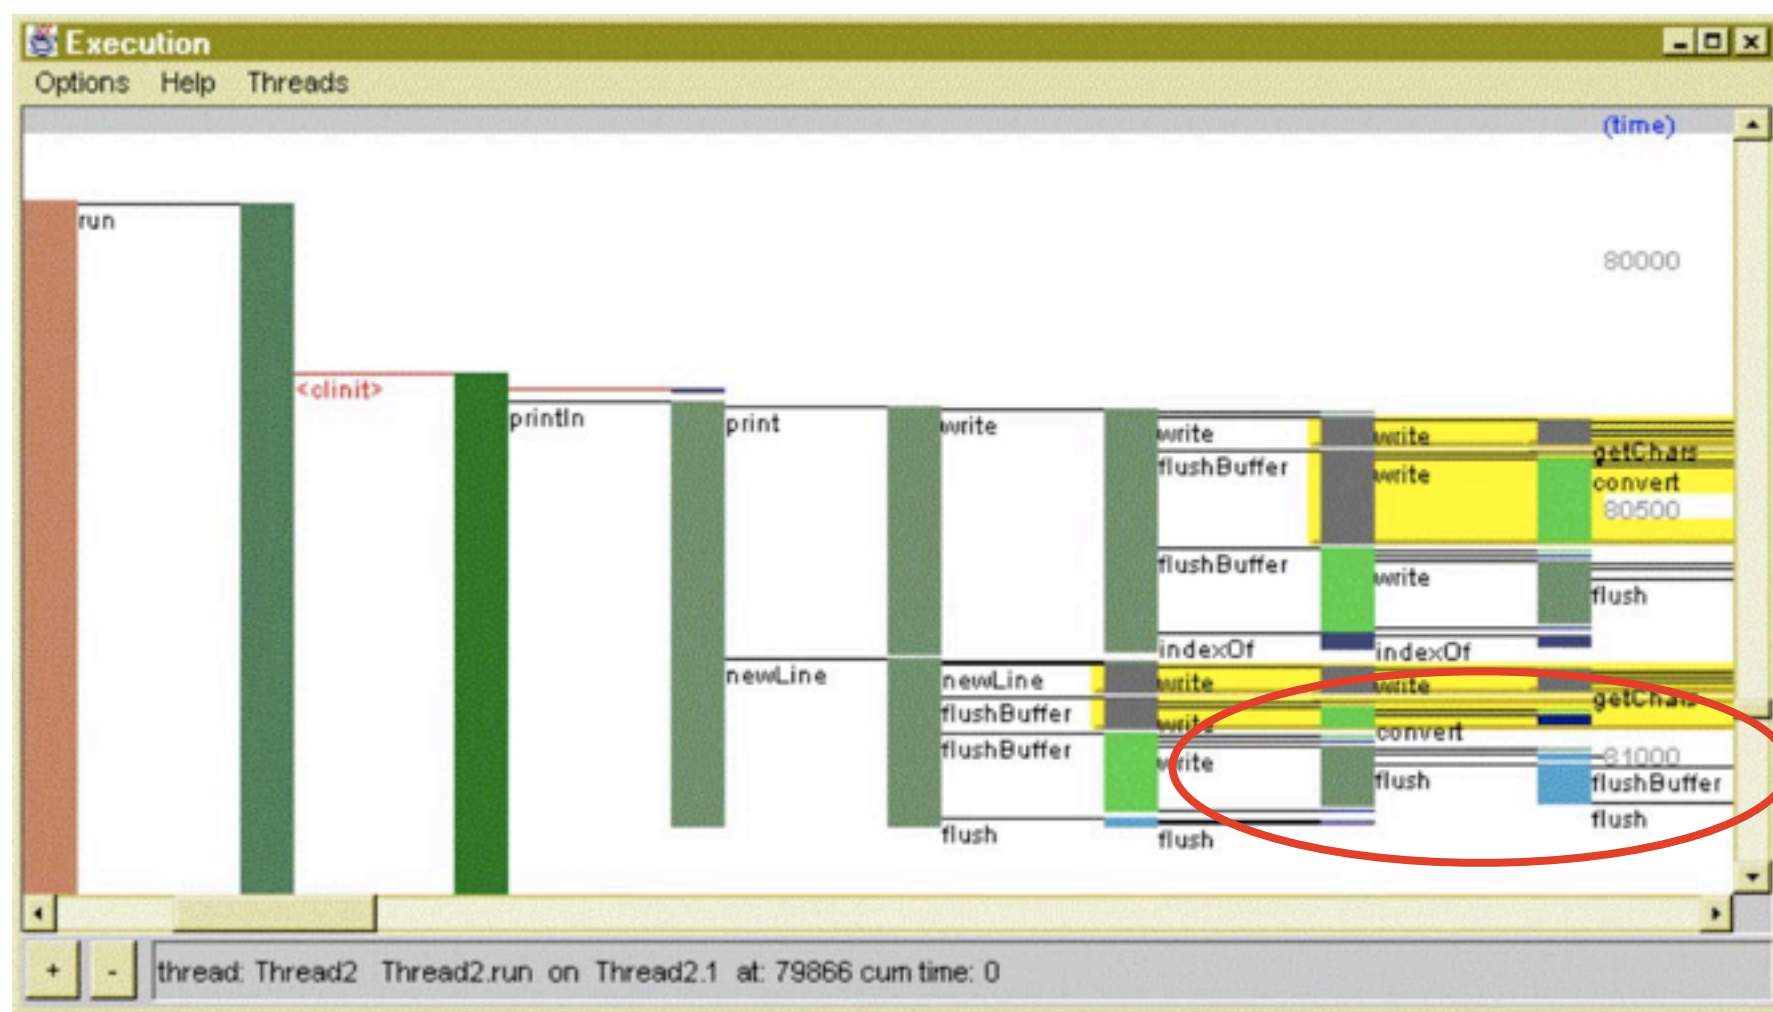 Execution
Options Help Threads
(time)
run
80000
<clinit>
println
print
write
write
write
getChars
flushBuffer
write
convert
80500
flushBuffer
write
flush
indexOf
indexOf
newLine
newLine
write
write
getChars
flushBuffer
write
convert
flushBuffer
write
81000
flush
flushBuffer
flush
flush
flush
+ - thread: Thread2 Thread2.run on Thread2.1 at: 79866 cum time: 0